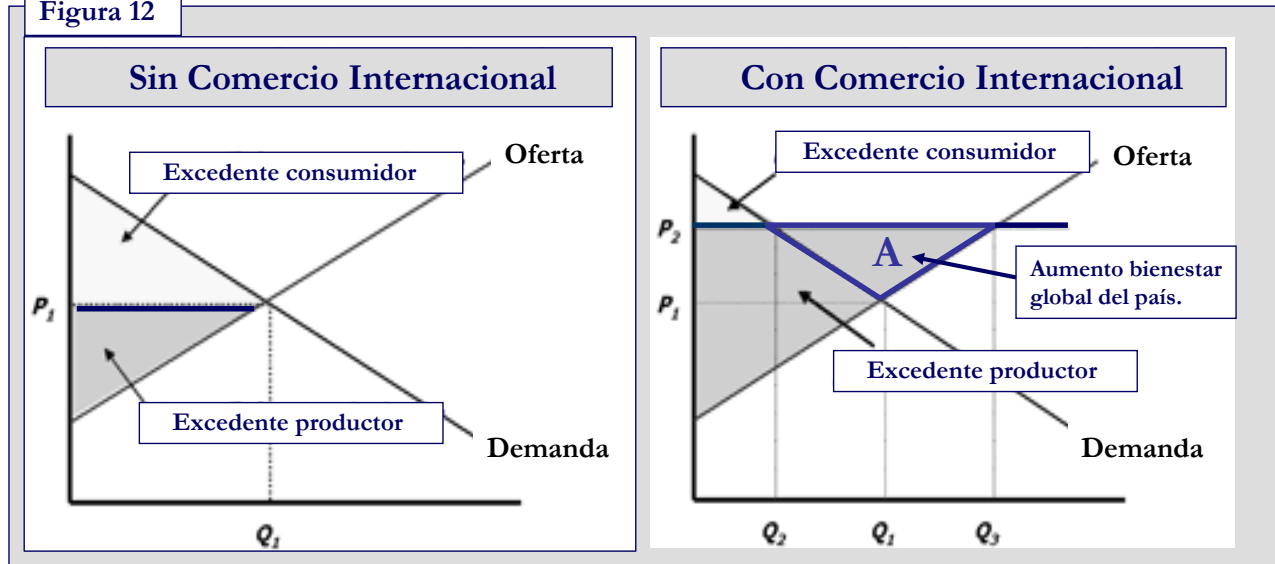 Figura 12
Sin Comercio Internacional
Excedente consumidor
Oferta
P1
Excedente productor
Demanda
Q1
Con Comercio Internacional
Excedente consumidor
Oferta
P2
A
Aumento bienestar
global del país.
P1
Excedente productor
Demanda
Q2 Q1 Q3